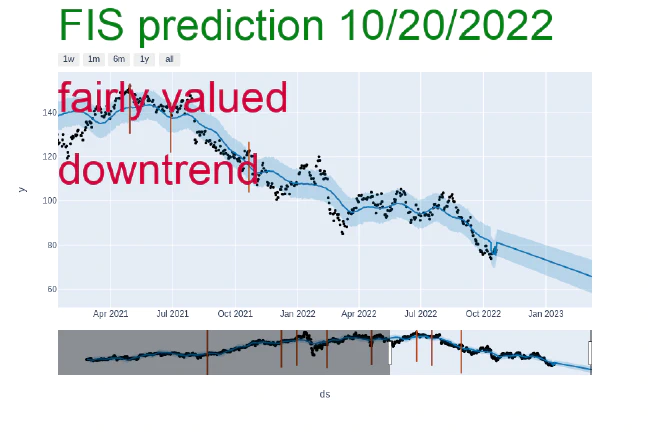 FIS prediction 10/20/2022
1w 1m 6m 1y all
fairly valued
140
downtrend
120
y
100
80
60
Apr 2021 Jul 2021 Oct 2021 Jan 2022 Apr 2022 Jul 2022 Oct 2022 Jan 2023
ds